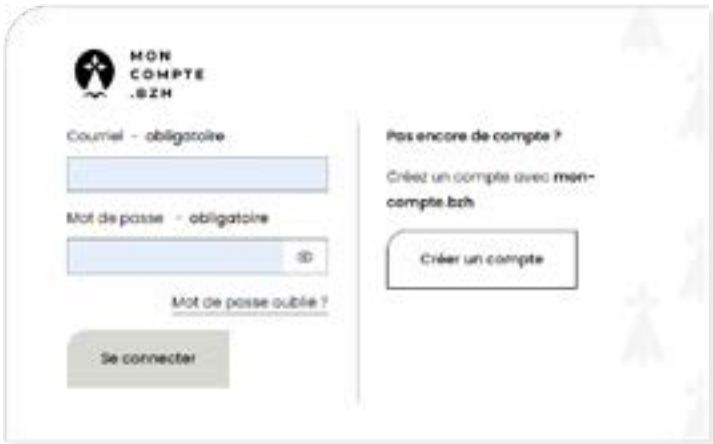 MON
COMPTE
.BZH
Courriel - obligatoire
Mot de passe - obligatoire
Mot de passe oublié ?
Se connecter
Pas encore de compte ?
Créez un compte avec mon-
compte.bzh
Créer un compte